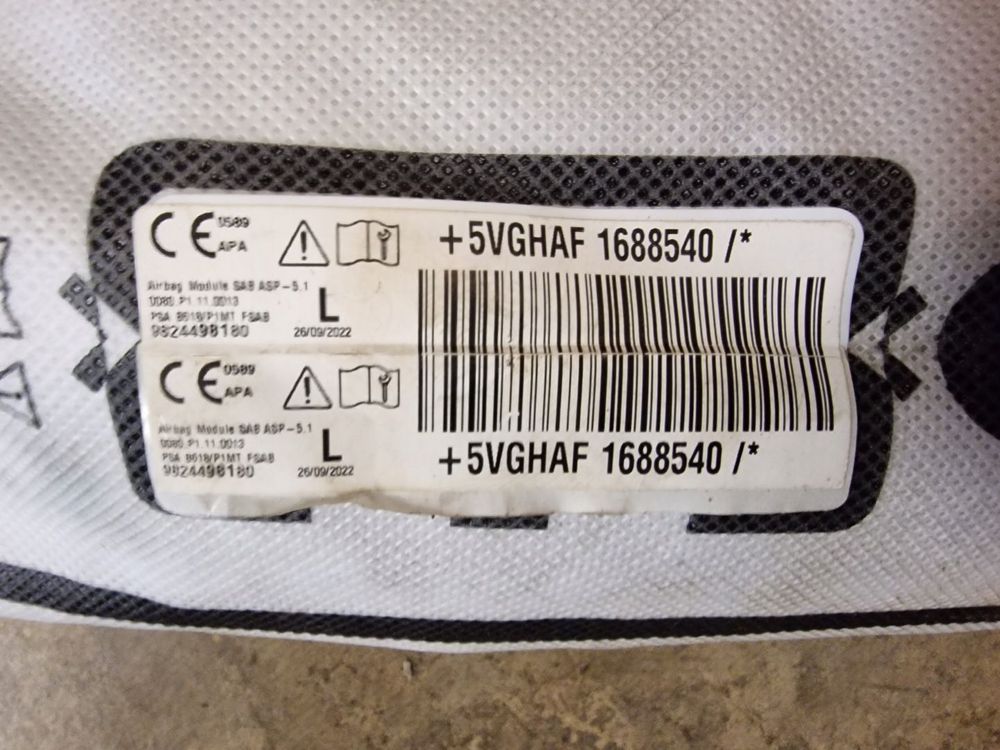 CE 0589
APA
+5VGHAF 1688540 /*
Airbag Module SAB ASP-5.1
0080.P1.11.0013
PSA B618/P1MT FSAB
9824498180
L
26/09/2022
CE 0589
APA
Airbag Module SAB ASP-5.1
0080.P1.11.0013
PSA B618/P1MT FSAB
9824498180
L
26/09/2022
+5VGHAF 1688540 /*